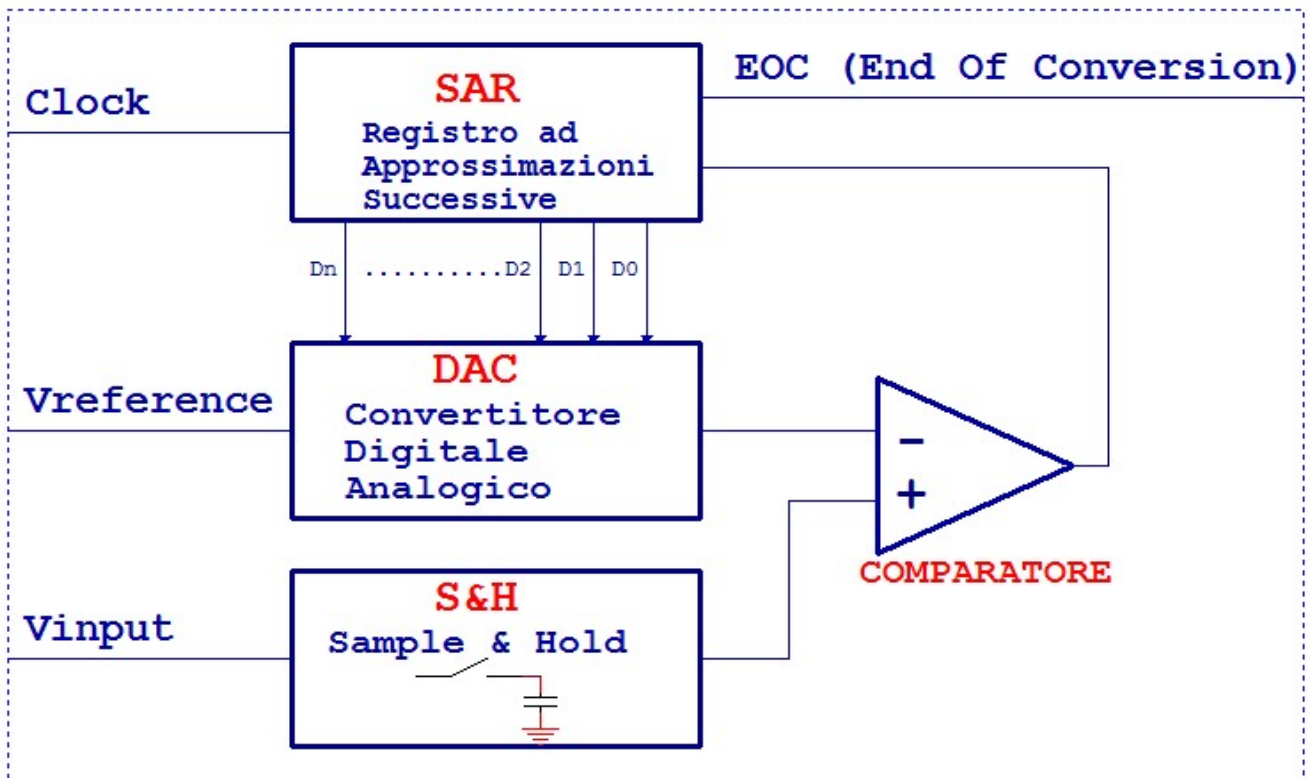 EOC (End Of Conversion)
Clock
SAR
Registro ad
Approssimazioni
Successive
Dn ..........D2 D1 D0
DAC
Vreference
Convertitore
Digitale
Analogico
-
+
COMPARATORE
S&H
Vinput
Sample & Hold